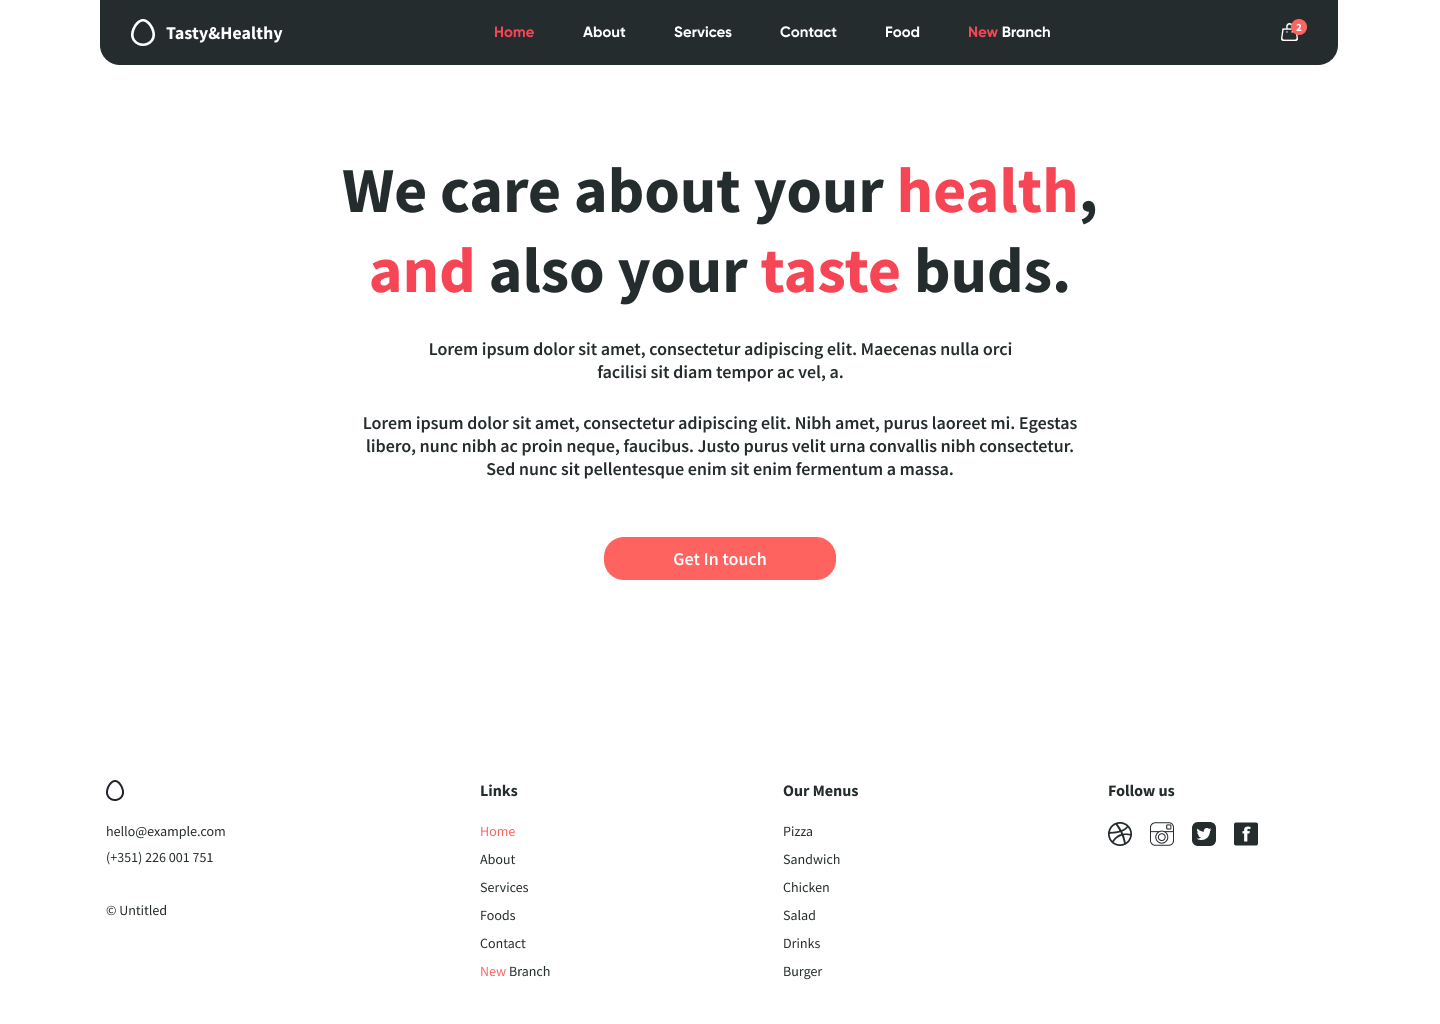 Tasty&Healthy
Home About Services Contact Food New Branch
2
We care about your health,
and also your taste buds.
Lorem ipsum dolor sit amet, consectetur adipiscing elit. Maecenas nulla orci
facilisi sit diam tempor ac vel, a.
Lorem ipsum dolor sit amet, consectetur adipiscing elit. Nibh amet, purus laoreet mi. Egestas
libero, nunc nibh ac proin neque, faucibus. Justo purus velit urna convallis nibh consectetur.
Sed nunc sit pellentesque enim sit enim fermentum a massa.
Get In touch
hello@example.com
(+351) 226 001 751
© Untitled
Links
Home
About
Services
Foods
Contact
New Branch
Our Menus
Pizza
Sandwich
Chicken
Salad
Drinks
Burger
Follow us